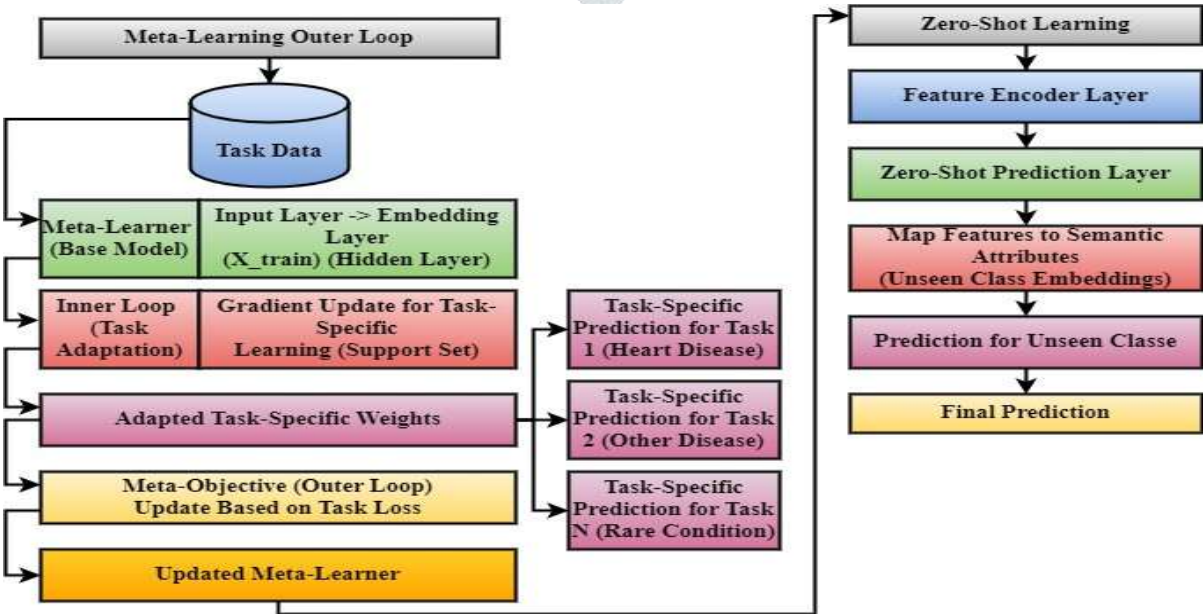 Meta-Learning Outer Loop
Task Data
Meta-Learner
(Base Model)
Input Layer -> Embedding
Layer
(X_train) (Hidden Layer)
Inner Loop
(Task
Adaptation)
Gradient Update for Task-
Specific
Learning (Support Set)
Adapted Task-Specific Weights
Meta-Objective (Outer Loop)
Update Based on Task Loss
Updated Meta-Learner
Task-Specific
Prediction for Task
1 (Heart Disease)
Task-Specific
Prediction for Task
2 (Other Disease)
Task-Specific
Prediction for Task
N (Rare Condition)
Zero-Shot Learning
Feature Encoder Layer
Zero-Shot Prediction Layer
Map Features to Semantic
Attributes
(Unseen Class Embeddings)
Prediction for Unseen Classe
Final Prediction